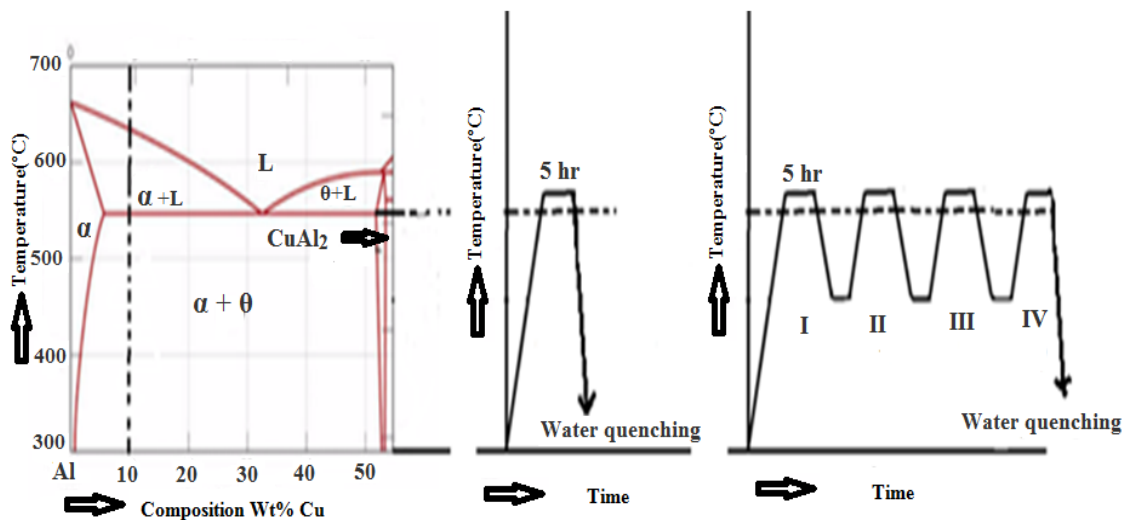 700
600
500
400
300
Temperature(°C)
L
α +L
θ+L
α
CuAl2
α + θ
Al
10
20
30
40
50
Composition Wt% Cu
Temperature(°C)
5 hr
Water quenching
Time
Temperature(°C)
5 hr
I
II
III
IV
Water quenching
Time